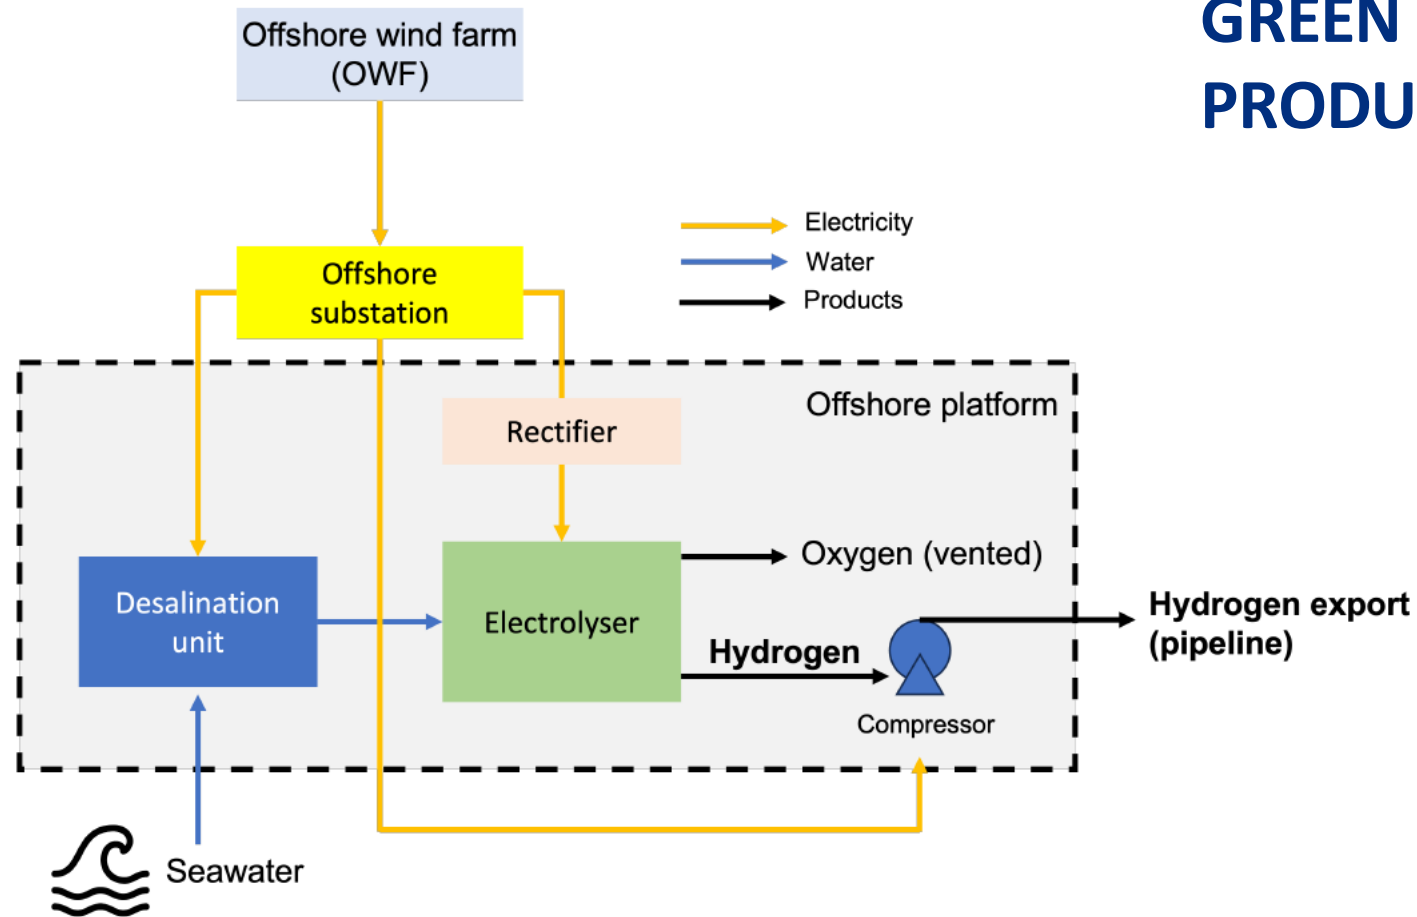 GREEN
PRODU
Offshore wind farm
(OWF)
Electricity
Water
Products
Offshore
substation
Offshore platform
Rectifier
Oxygen (vented)
Desalination
unit
Electrolyser
Hydrogen
Hydrogen export
(pipeline)
Compressor
Seawater